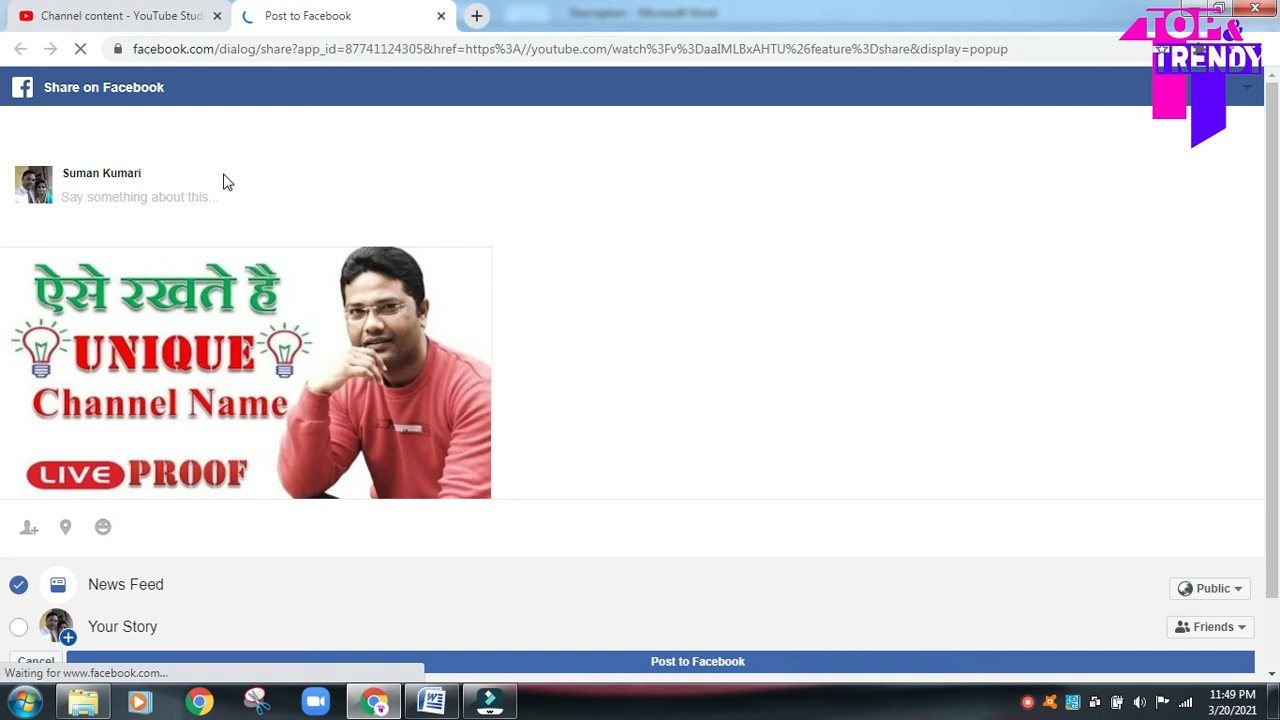 Description - Microsoft Word
Channel content - YouTube Stud
Post to Facebook
TOP &
TRENDY
facebook.com/dialog/share?app_id=87741124305&href=https%3A//youtube.com/watch%3Fv%3DaaIMLBxAHTU%26feature%3Dshare&display=popup
Share on Facebook
Suman Kumari
Say something about this...
ऐसे रखते है
UNIQUE
Channel Name
LIVE PROOF
News Feed
Public
Your Story
Friends
Cancel
Post to Facebook
Waiting for www.facebook.com...
11:49 PM
3/20/2021